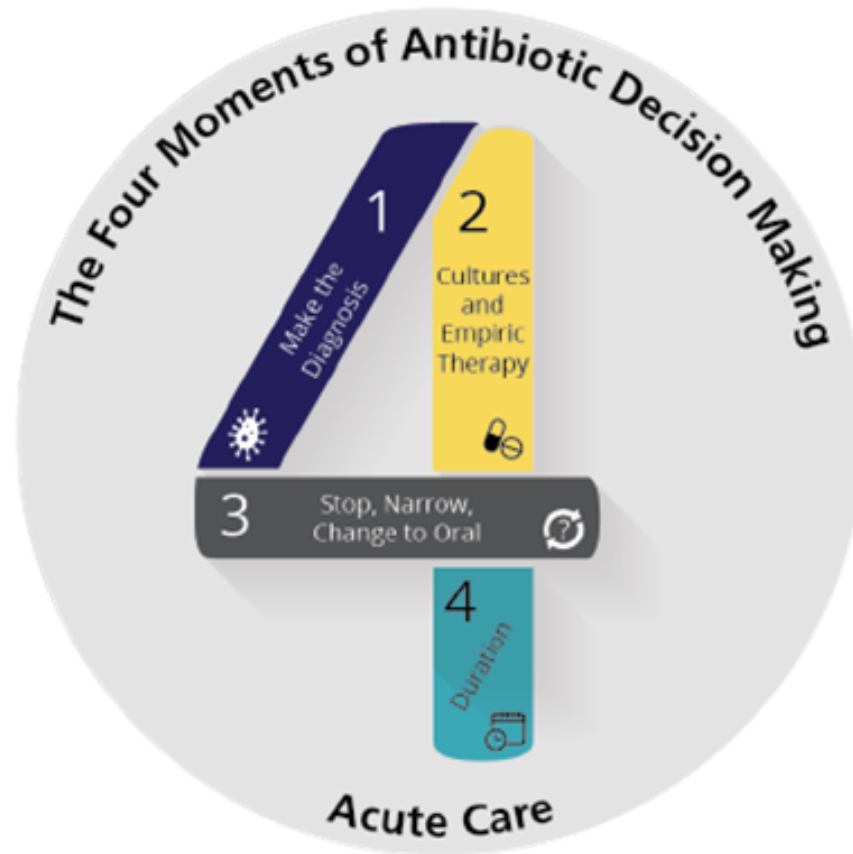 The Four Moments of Antibiotic Decision Making
1
Make the
Diagnosis
2
Cultures
and
Empiric
Therapy
3
Stop, Narrow,
Change to Oral
?
4
Duration
Acute Care